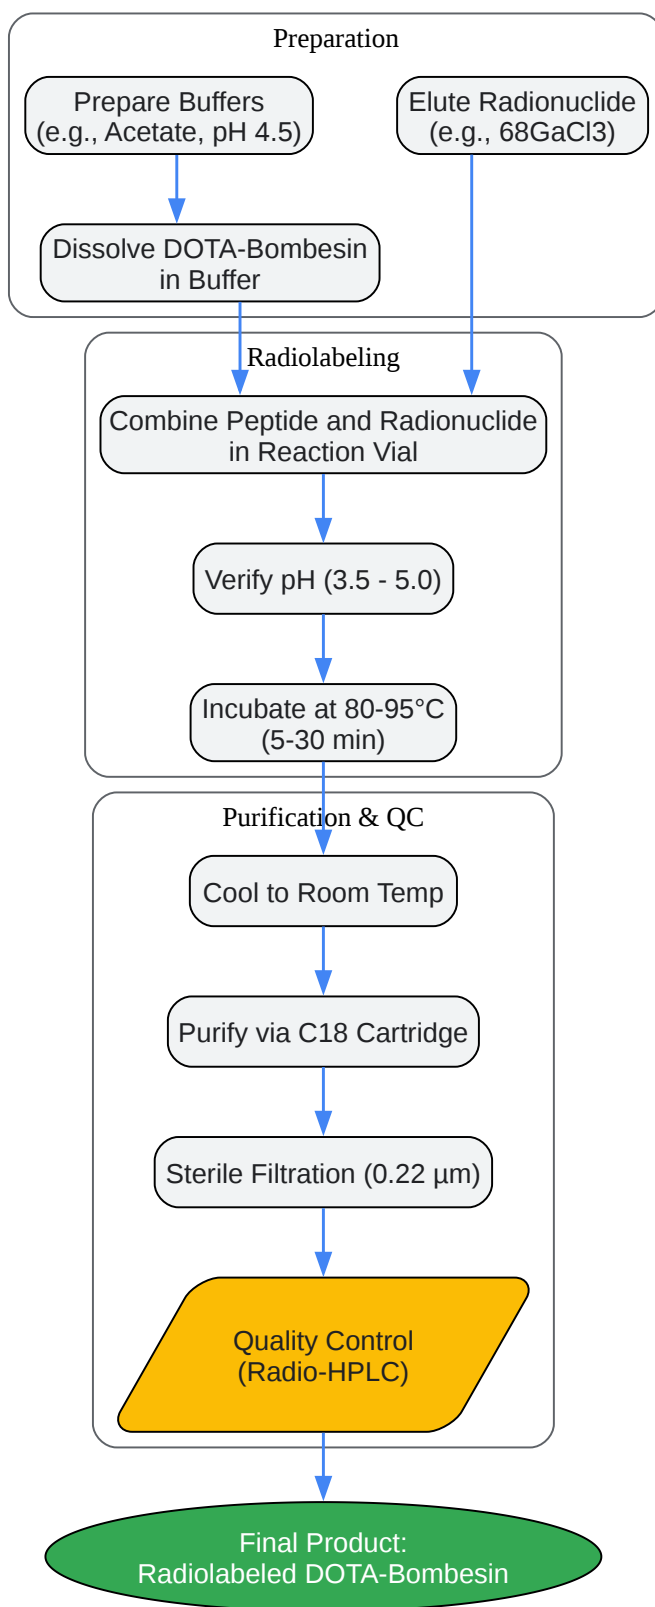 Preparation
Prepare Buffers
(e.g., Acetate, pH 4.5)
Elute Radionuclide
(e.g., 68GaCl3)
Dissolve DOTA-Bombesin
in Buffer
Radiolabeling
Combine Peptide and Radionuclide
in Reaction Vial
Verify pH (3.5 - 5.0)
Incubate at 80-95°C
(5-30 min)
Purification & QC
Cool to Room Temp
Purify via C18 Cartridge
Sterile Filtration (0.22 µm)
Quality Control
(Radio-HPLC)
Final Product:
Radiolabeled DOTA-Bombesin